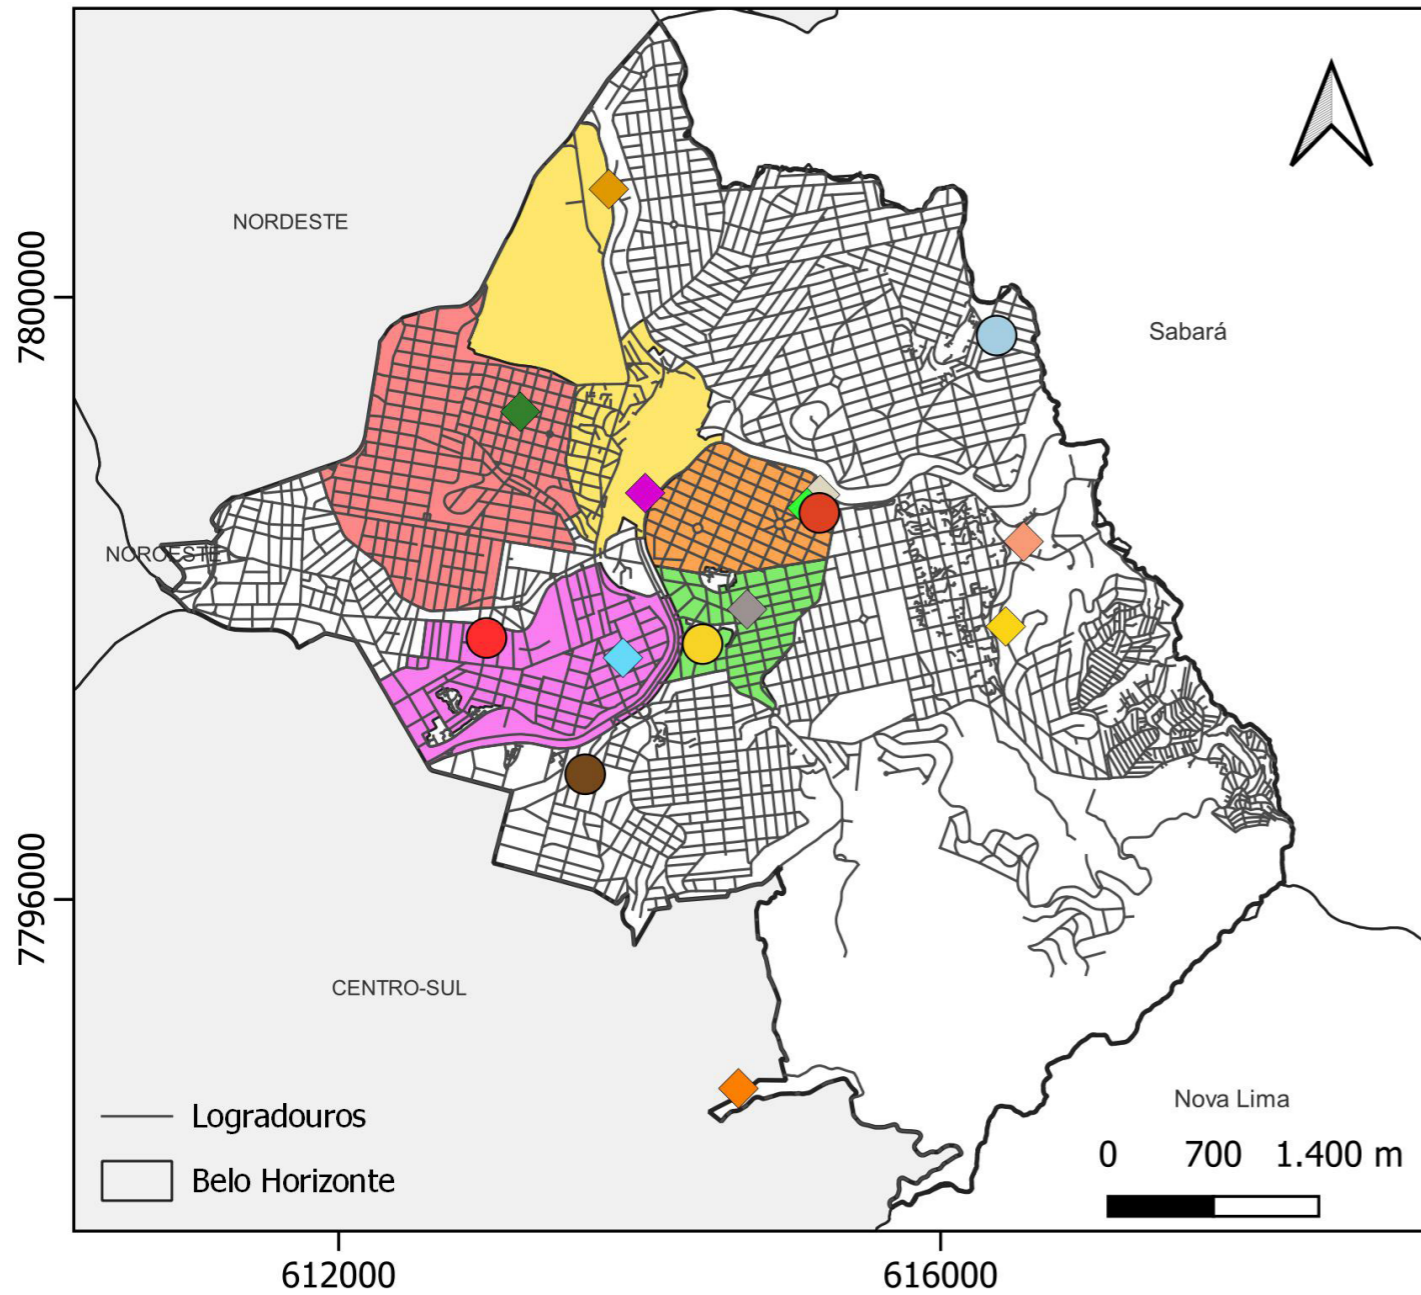 NORDESTE
7800000
Sabará
NOROESTE
7796000
CENTRO-SUL
Nova Lima
Logradouros
0 700 1.400 m
Belo Horizonte
612000 616000